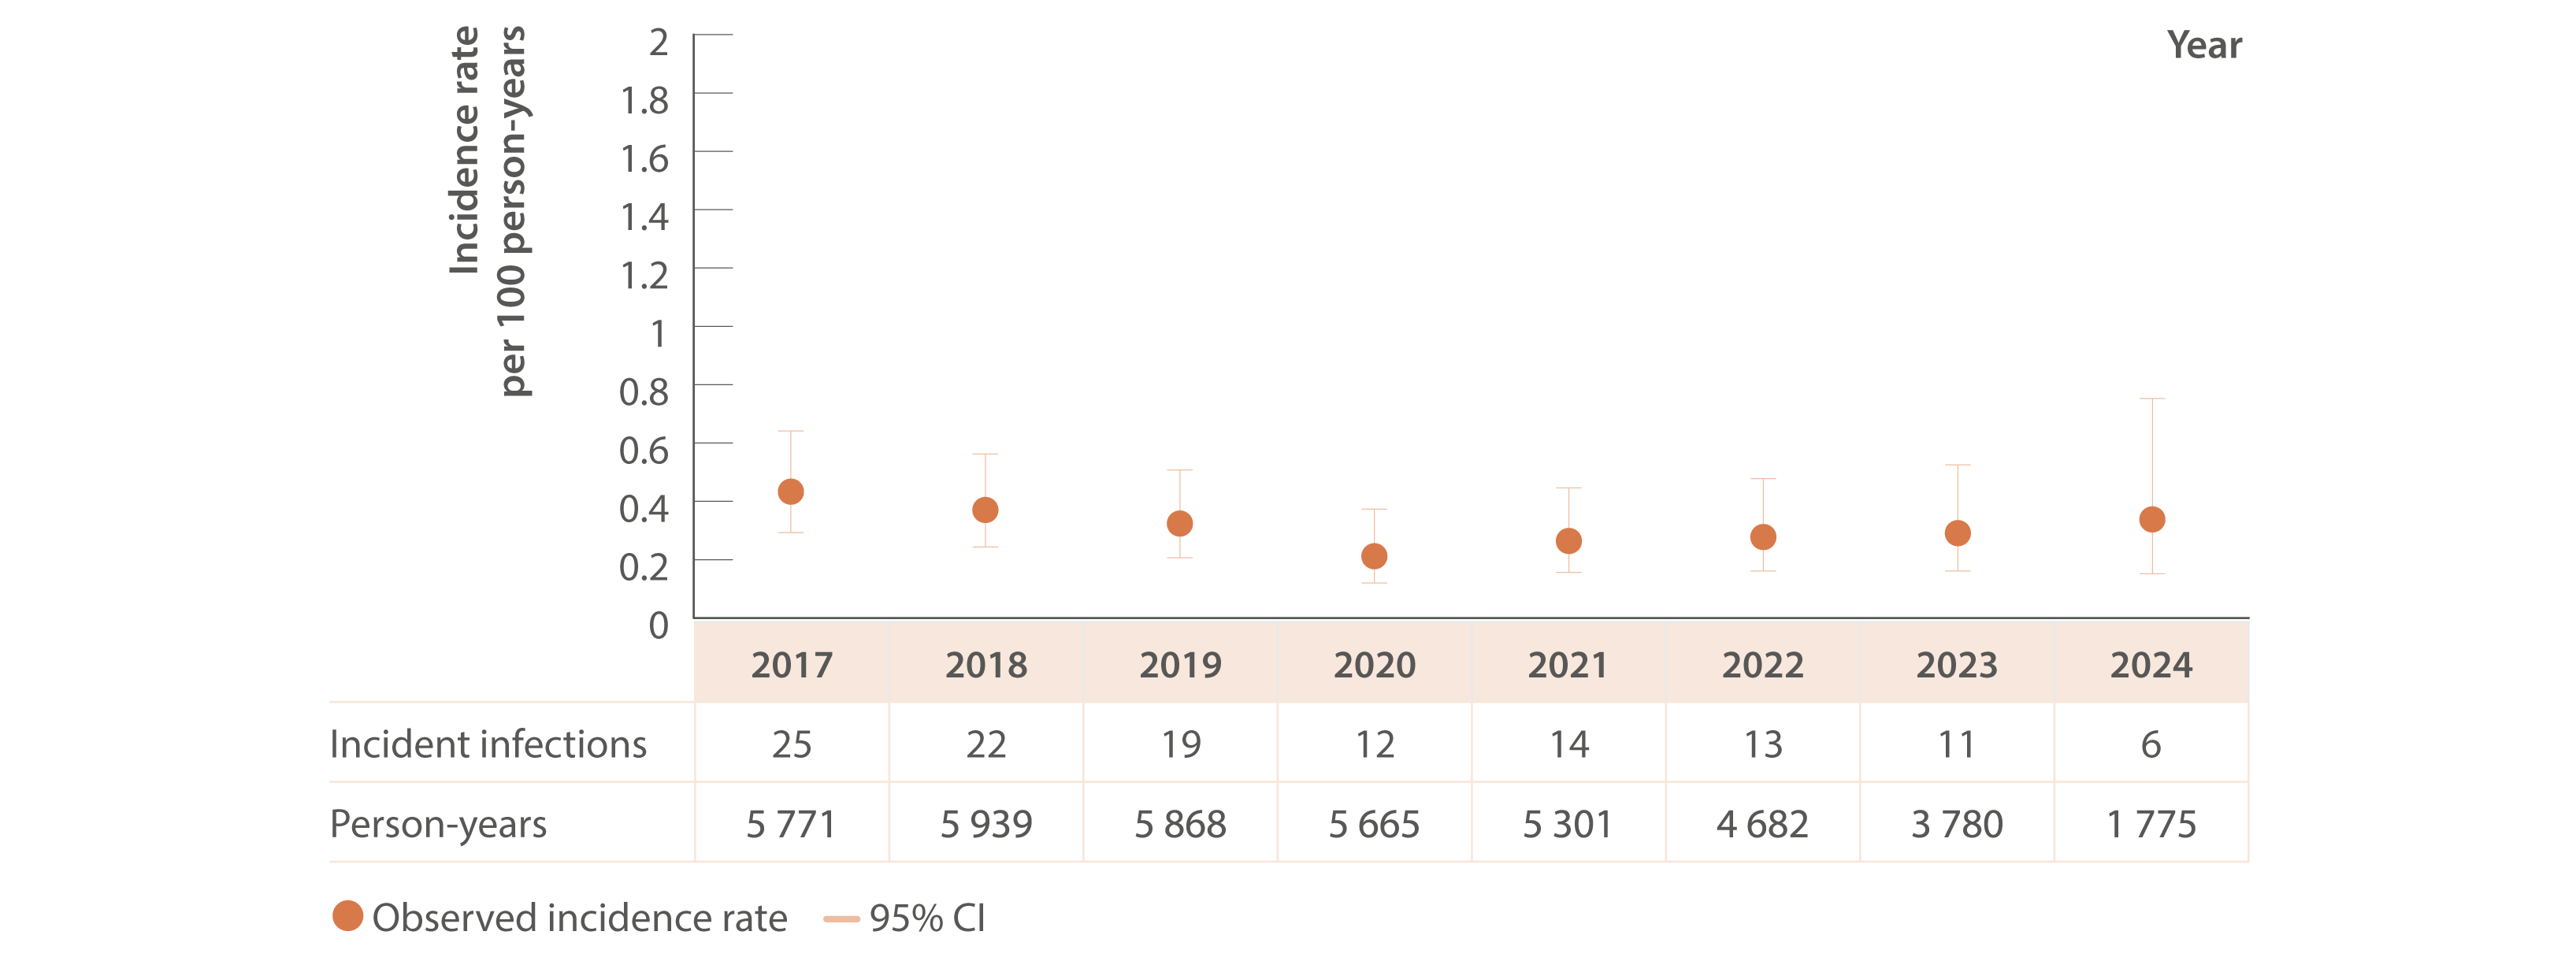 Incidence rate
per 100 person-years
Year
2
1.8
1.6
1.4
1.2
1
0.8
0.6
0.4
0.2
0
2017 2018 2019 2020 2021 2022 2023 2024
Incident infections 25 22 19 12 14 13 11 6
Person-years 5 771 5 939 5 868 5 665 5 301 4 682 3 780 1 775
Observed incidence rate 95% CI